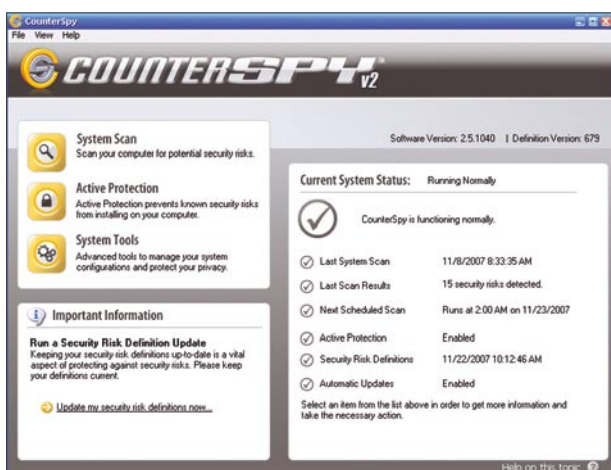 CounterSpy
File View Help
COUNTERSPY v2
Software Version: 2.5.1040 | Definition Version: 679
System Scan
Scan your computer for potential security risks.
Active Protection
Active Protection prevents known security risks
from installing on your computer.
System Tools
Advanced tools to manage your system
configurations and protect your privacy.
Important Information
Run a Security Risk Definition Update
Keeping your security risk definitions up-to-date is a vital
aspect of protecting against security risks. Please keep
your definitions current.
Update my security risk definitions now...
Current System Status: Running Normally
CounterSpy is functioning normally.
Last System Scan 11/8/2007 8:33:35 AM
Last Scan Results 15 security risks detected.
Next Scheduled Scan Runs at 2:00 AM on 11/23/2007
Active Protection Enabled
Security Risk Definitions 11/22/2007 10:12:46 AM
Automatic Updates Enabled
Select an item from the list above in order to get more information and
take the necessary action.
Help on this topic ?